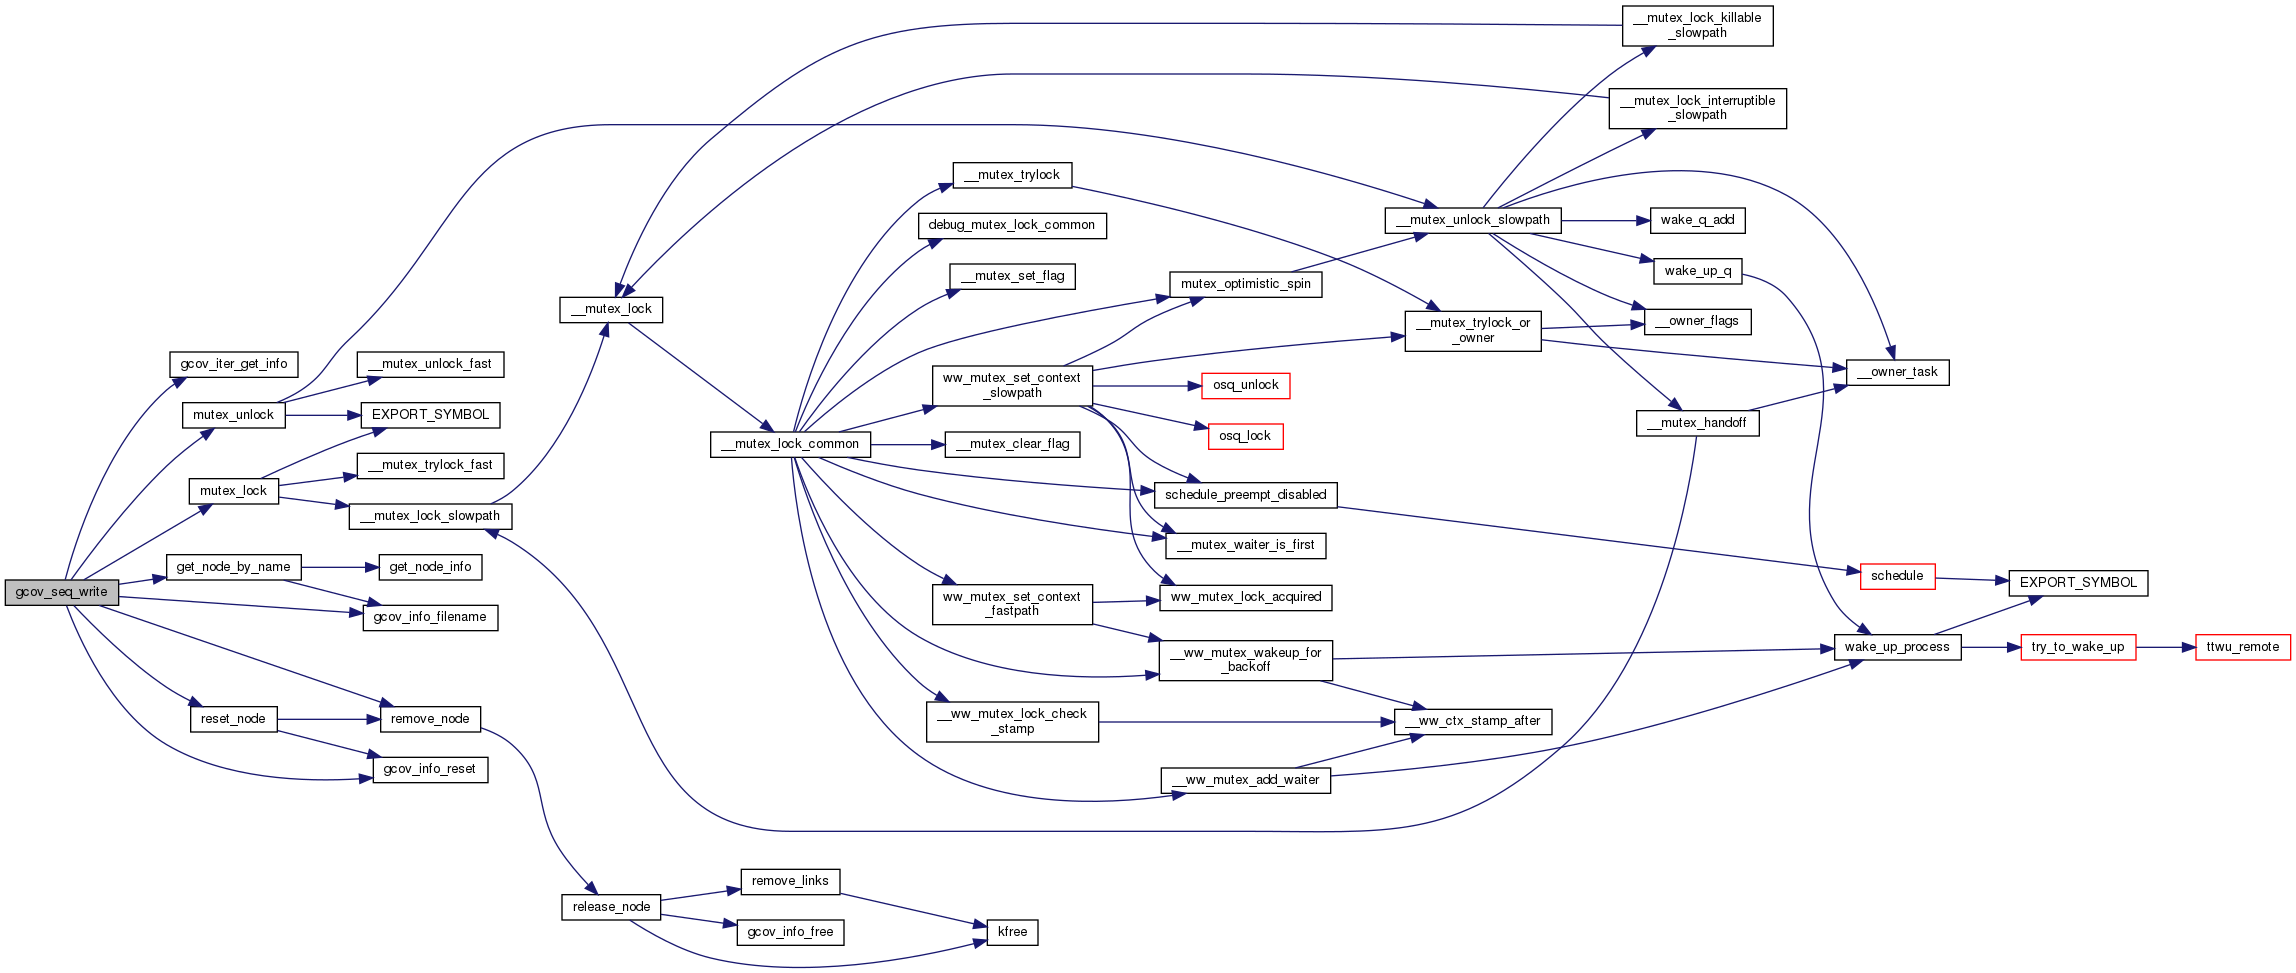 __mutex_lock_killable
_slowpath
__mutex_lock_interruptible
_slowpath
__mutex_trylock
debug_mutex_lock_common
__mutex_unlock_slowpath
wake_q_add
__mutex_set_flag
mutex_optimistic_spin
wake_up_q
__mutex_lock
__mutex_trylock_or
_owner
__owner_flags
gcov_iter_get_info
__mutex_unlock_fast
ww_mutex_set_context
_slowpath
osq_unlock
__owner_task
mutex_unlock
EXPORT_SYMBOL
__mutex_lock_common
__mutex_clear_flag
osq_lock
__mutex_handoff
__mutex_trylock_fast
mutex_lock
schedule_preempt_disabled
__mutex_lock_slowpath
__mutex_waiter_is_first
get_node_by_name
get_node_info
schedule
EXPORT_SYMBOL
gcov_seq_write
gcov_info_filename
ww_mutex_set_context
_fastpath
ww_mutex_lock_acquired
__ww_mutex_wakeup_for
_backoff
wake_up_process
try_to_wake_up
ttwu_remote
reset_node
remove_node
__ww_mutex_lock_check
_stamp
__ww_ctx_stamp_after
gcov_info_reset
__ww_mutex_add_waiter
remove_links
release_node
gcov_info_free
kfree